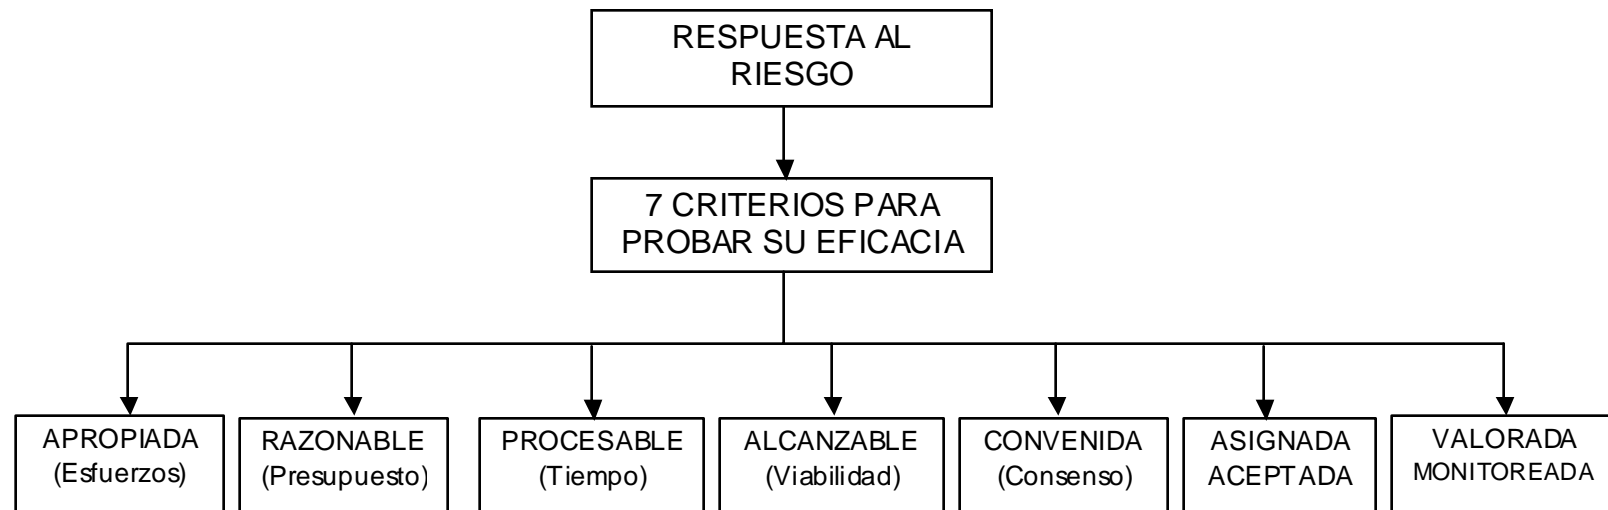 RESPUESTA AL
RIESGO
7 CRITERIOS PARA
PROBAR SU EFICACIA
APROPIADA
(Esfuerzos)
RAZONABLE
(Presupuesto)
PROCESABLE
(Tiempo)
ALCANZABLE
(Viabilidad)
CONVENIDA
(Consenso)
ASIGNADA
ACEPTADA
VALORADA
MONITOREADA